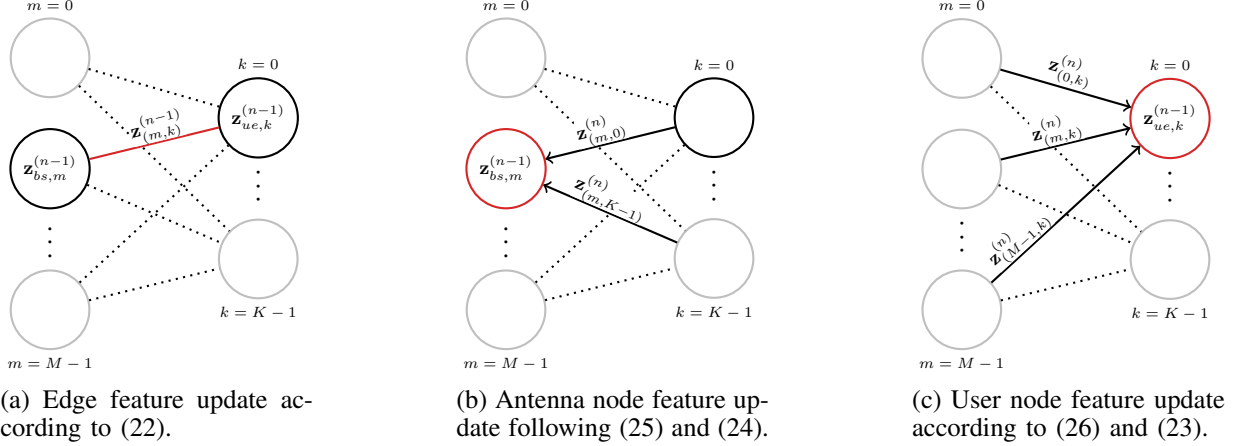 m = 0
k = 0
z_{(m,k)}^{(n−1)}
z_{ue,k}^{(n−1)}
z_{bs,m}^{(n−1)}
k = K − 1
m = M − 1
(a) Edge feature update ac-
cording to (22).
m = 0
k = 0
z_{(m,0)}^{(n)}
z_{bs,m}^{(n−1)}
z_{(m,K−1)}^{(n)}
k = K − 1
m = M − 1
(b) Antenna node feature up-
date following (25) and (24).
m = 0
k = 0
z_{(0,k)}^{(n)}
z_{ue,k}^{(n−1)}
z_{(m,k)}^{(n)}
z_{(M−1,k)}^{(n)}
k = K − 1
m = M − 1
(c) User node feature update
according to (26) and (23).